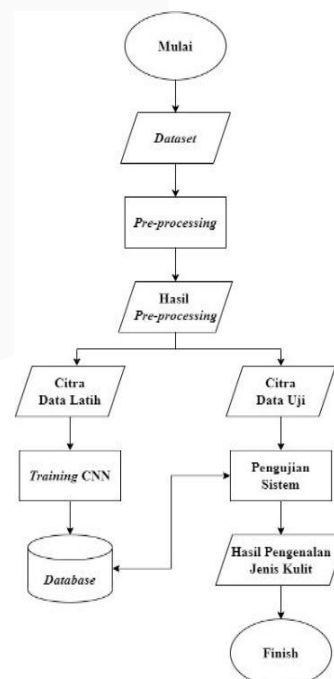 Mulai
Dataset
Pre-processing
Hasil
Pre-processing
Citra
Data Latih
Citra
Data Uji
Training CNN
Pengujian
Sistem
Database
Hasil Pengenalan
Jenis Kulit
Finish